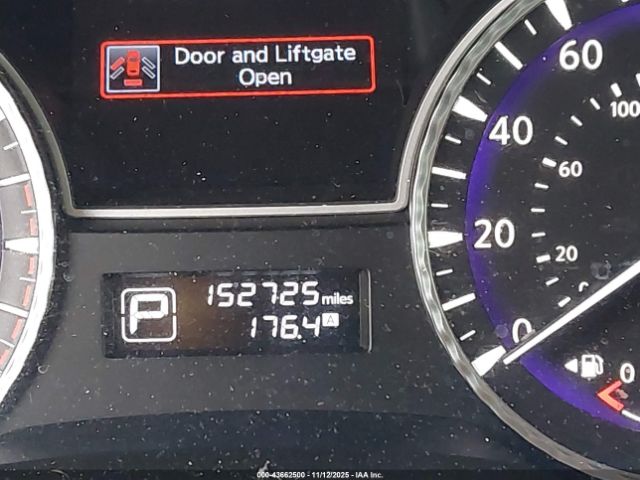 Door and Liftgate
Open
60
100
40
60
20
20
0
P
152725 miles
176.4 A
0
000-43662500 - 11/12/2025 - IAA Inc.